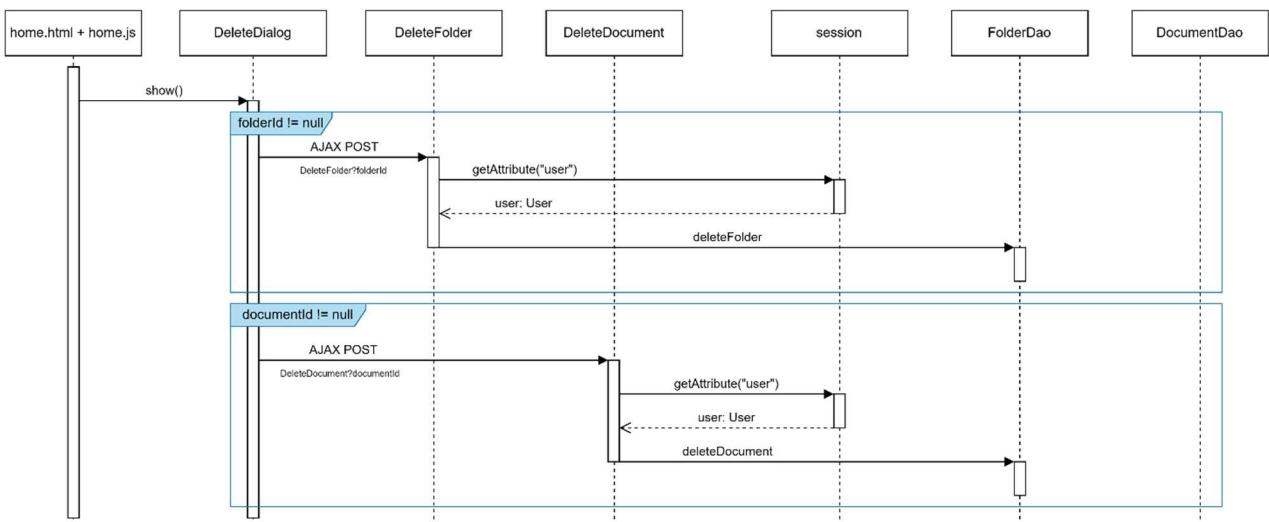 home.html + home.js
DeleteDialog
DeleteFolder
DeleteDocument
session
FolderDao
DocumentDao
show()
folderId != null
AJAX POST
DeleteFolder?folderId
getAttribute("user")
user: User
deleteFolder
documentId != null
AJAX POST
DeleteDocument?documentId
getAttribute("user")
user: User
deleteDocument